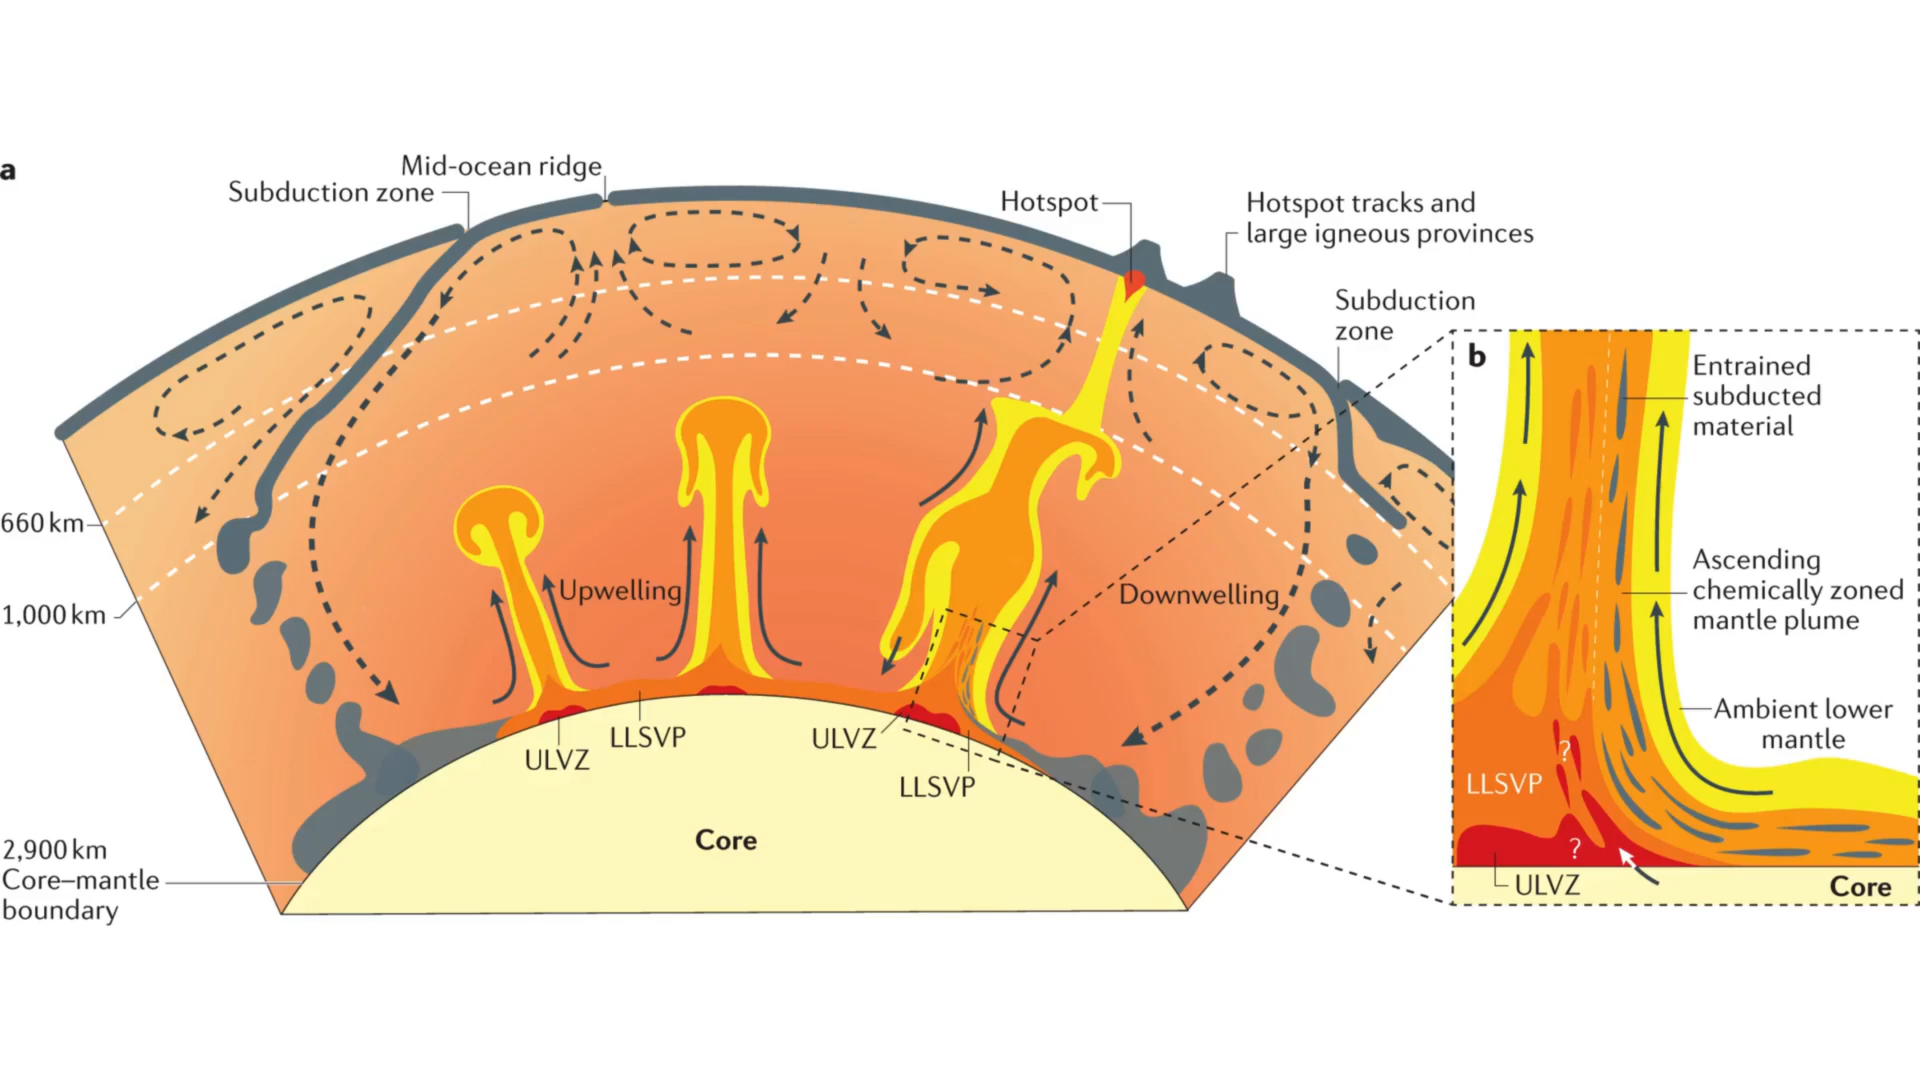 a
Mid-ocean ridge
Subduction zone
Hotspot
Hotspot tracks and
large igneous provinces
Subduction
zone
660 km
1,000 km
2,900 km
Core–mantle
boundary
Upwelling
Downwelling
ULVZ
LLSVP
ULVZ
LLSVP
Core
b
Entrained
subducted
material
Ascending
chemically zoned
mantle plume
Ambient lower
mantle
?
LLSVP
?
ULVZ
Core